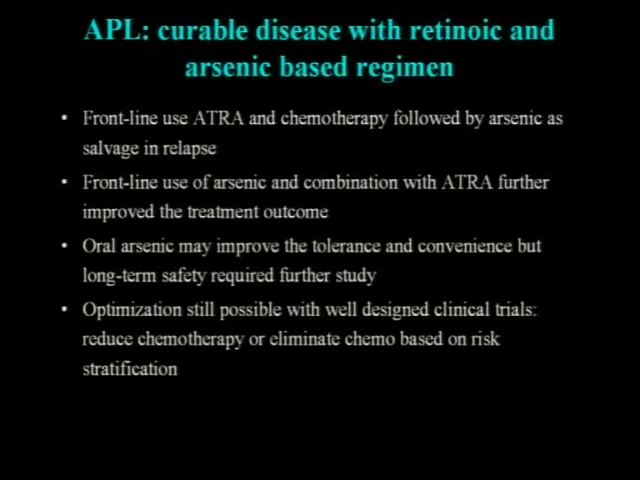 APL: curable disease with retinoic and
arsenic based regimen
• Front-line use ATRA and chemotherapy followed by arsenic as
salvage in relapse
• Front-line use of arsenic and combination with ATRA further
improved the treatment outcome
• Oral arsenic may improve the tolerance and convenience but
long-term safety required further study
• Optimization still possible with well designed clinical trials:
reduce chemotherapy or eliminate chemo based on risk
stratification